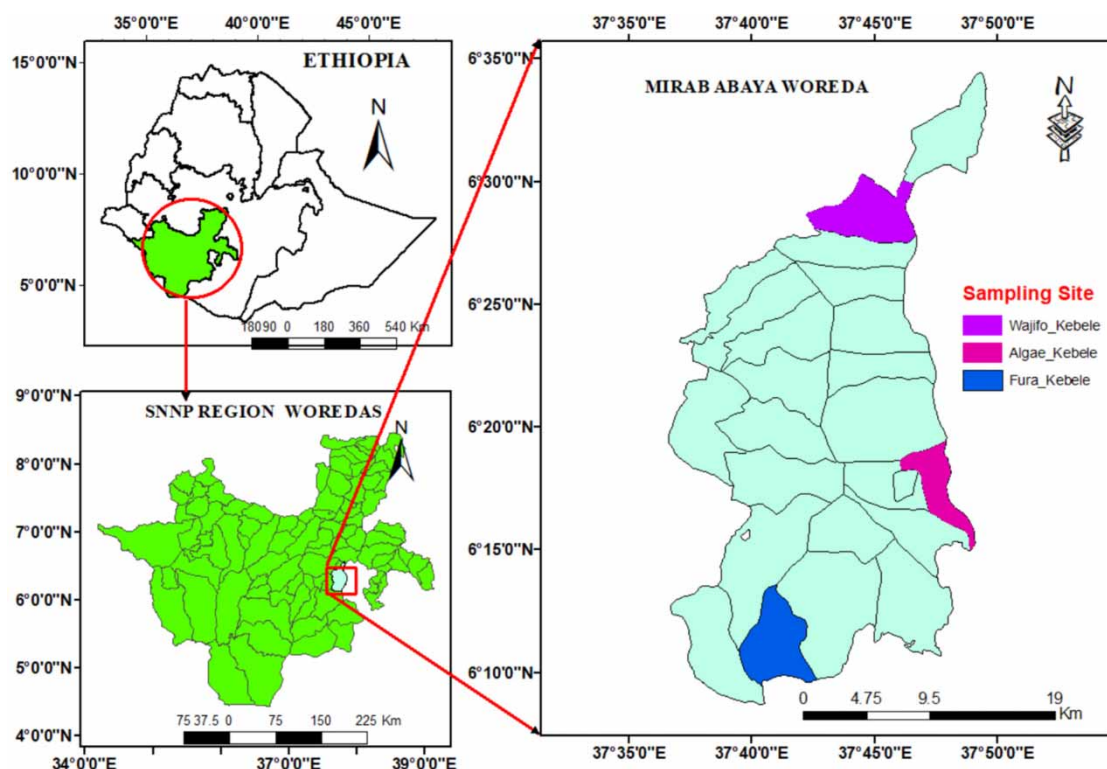 35°0'0"E 40°0'0"E 45°0'0"E
15°0'0"N
10°0'0"N
5°0'0"N
ETHIOPIA
N
18090 0 180 360 540 Km
9°0'0"N
8°0'0"N
7°0'0"N
6°0'0"N
5°0'0"N
4°0'0"N
SNNP REGION WOREDAS
N
75 37.5 0 75 150 225 Km
34°0'0"E 37°0'0"E 39°0'0"E
37°35'0"E 37°40'0"E 37°45'0"E 37°50'0"E
6°35'0"N
6°30'0"N
6°25'0"N
6°20'0"N
6°15'0"N
6°10'0"N
MIRAB ABAYA WOREDA
N
Sampling Site
Wajifo_Kebele
Algae_Kebele
Fura_Kebele
0 4.75 9.5 19
Km
37°35'0"E 37°40'0"E 37°45'0"E 37°50'0"E